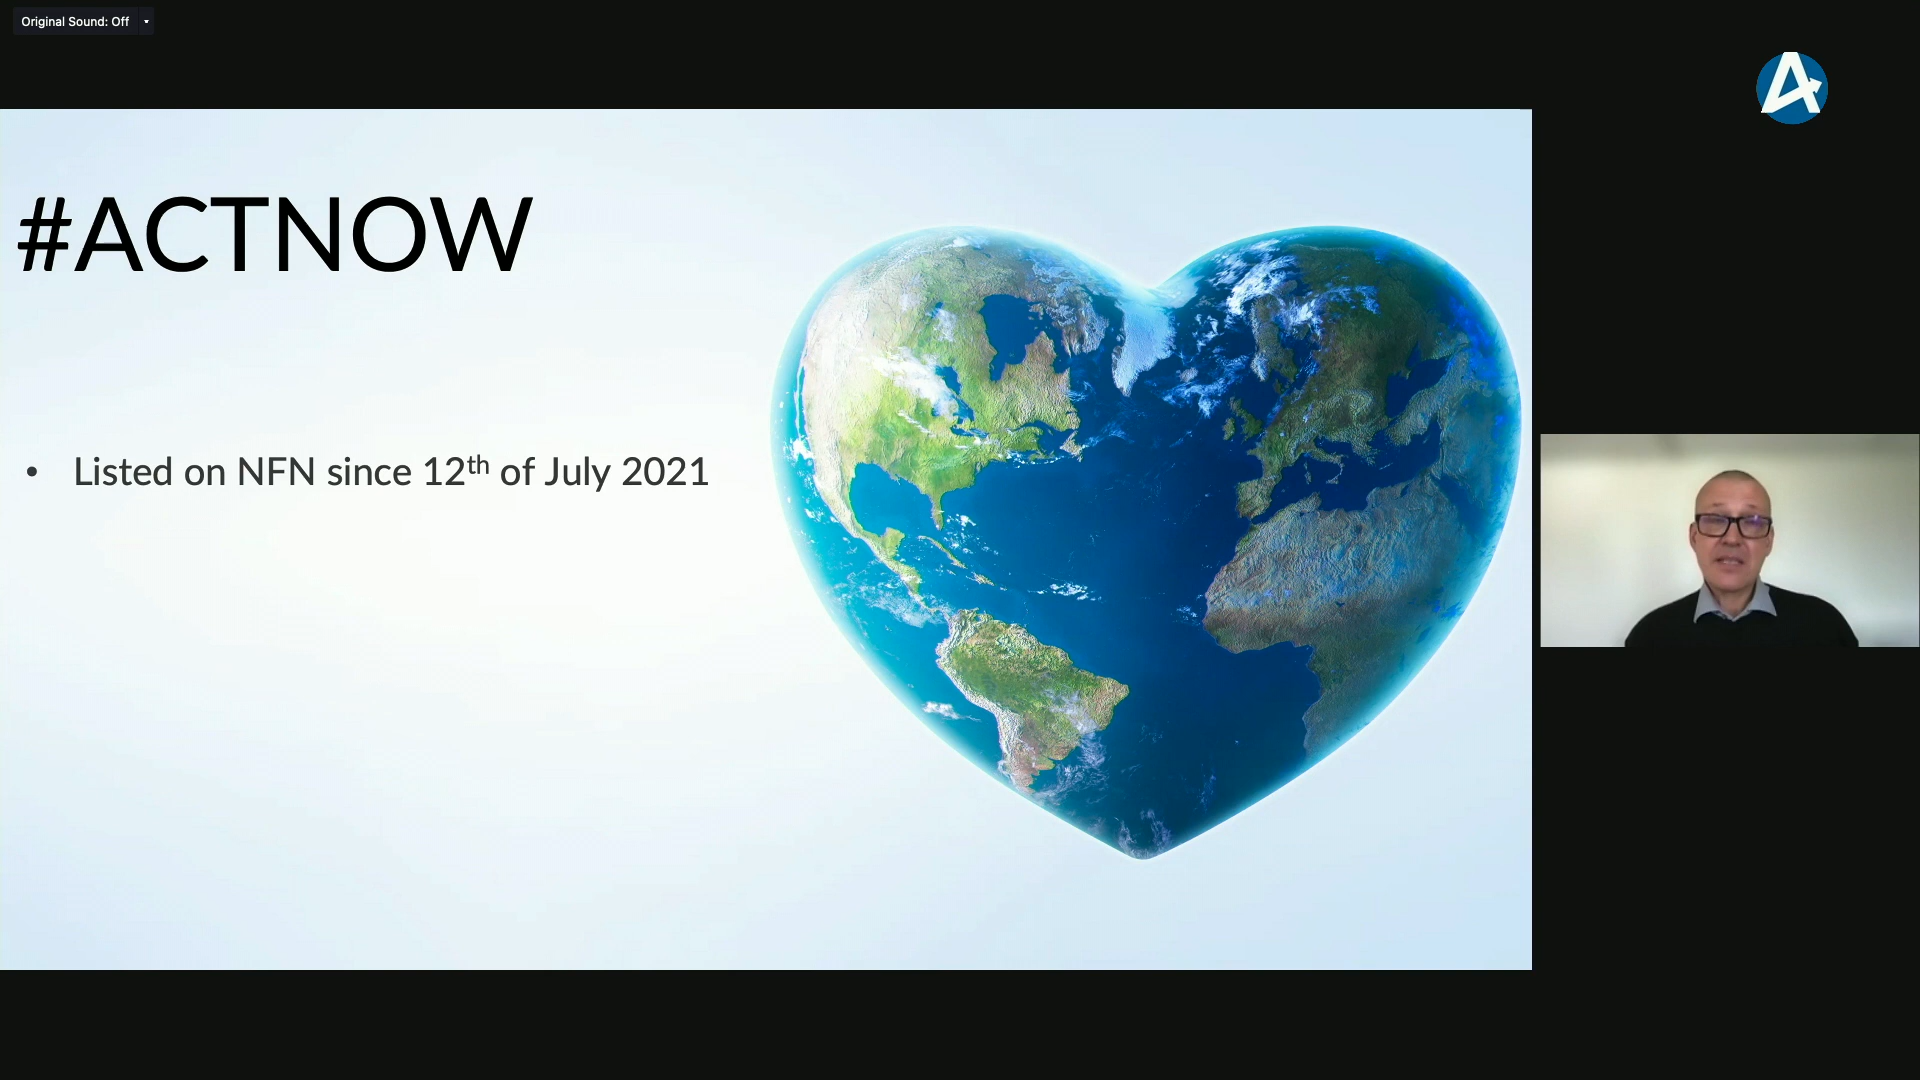 Original Sound: Off
#ACTNOW
• Listed on NFN since 12th of July 2021